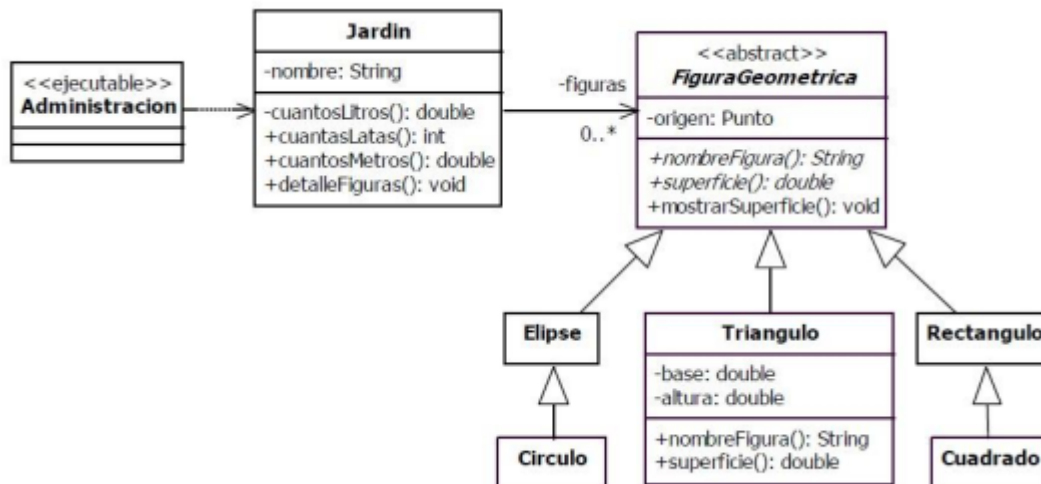 <<ejecutable>>
Administracion
Jardin
-nombre: String
-cuantosLitros(): double
+cuantasLatas(): int
+cuantosMetros(): double
+detalleFiguras(): void
-figuras
0..*
<<abstract>>
FiguraGeometrica
-origen: Punto
+nombreFigura(): String
+superficie(): double
+mostrarSuperficie(): void
Elipse
Circulo
Triangulo
-base: double
-altura: double
+nombreFigura(): String
+superficie(): double
Rectangulo
Cuadrado